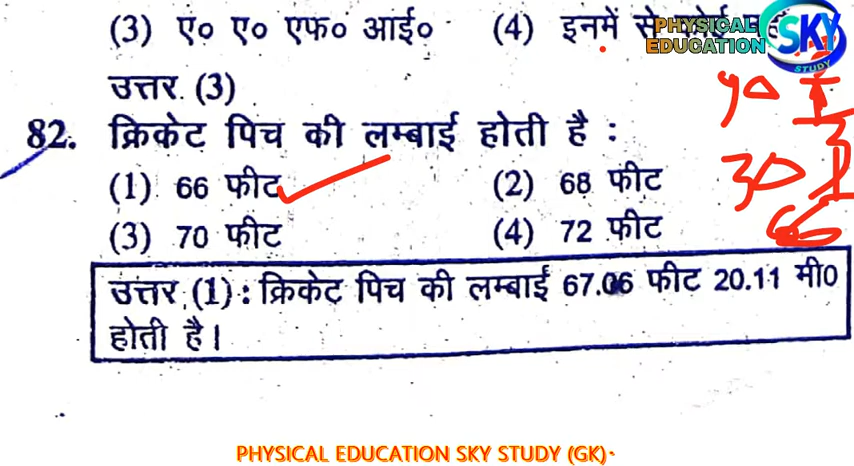 (3) ए० ए० एफ० आई० (4) इनमें से कोई
PHYSICAL EDUCATION
SKY
STUDY
उत्तर (3)
82. क्रिकेट पिच की लम्बाई होती है :
(1) 66 फीट (2) 68 फीट
(3) 70 फीट (4) 72 फीट
66
उत्तर (1) : क्रिकेट पिच की लम्बाई 67.06 फीट 20.11 मी0
होती है।
PHYSICAL EDUCATION SKY STUDY (GK)